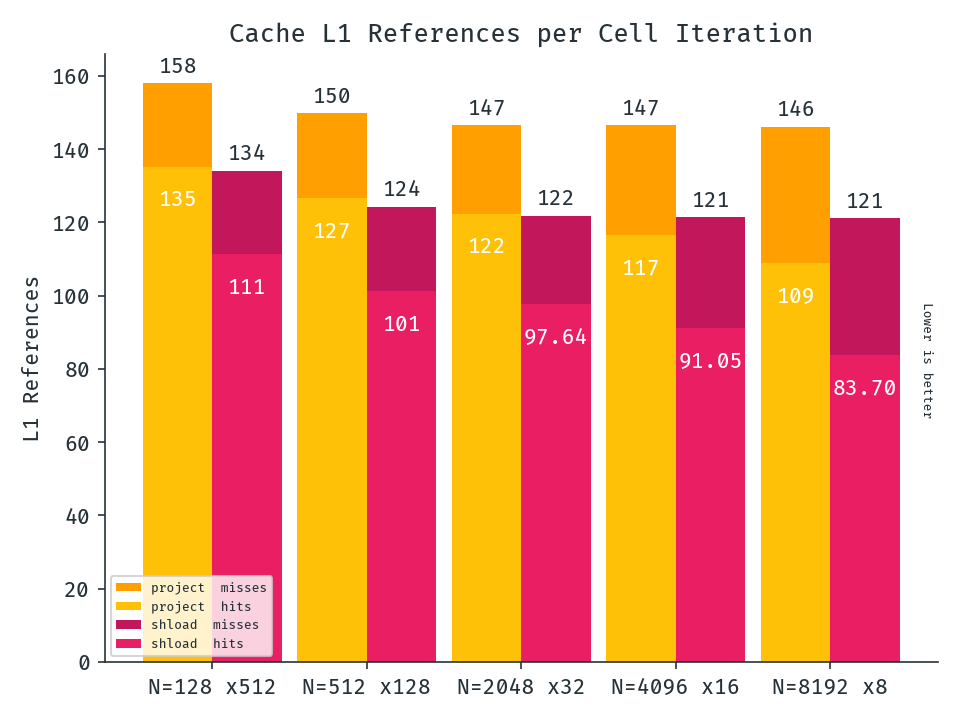 Cache L1 References per Cell Iteration
158
150
147
147
146
134
124
122
121
121
135
127
122
117
109
111
101
97.64
91.05
83.70
160
140
120
100
80
60
40
20
0
L1 References
Lower is better
project misses
project hits
shload misses
shload hits
N=128 x512
N=512 x128
N=2048 x32
N=4096 x16
N=8192 x8